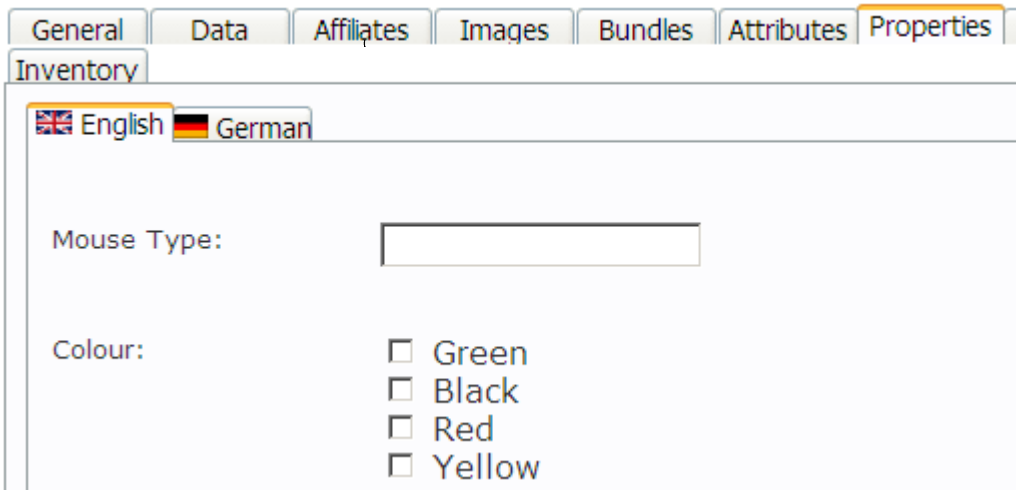 General Data Affiliates Images Bundles Attributes Properties
Inventory
English German
Mouse Type:
Colour:
Green
Black
Red
Yellow